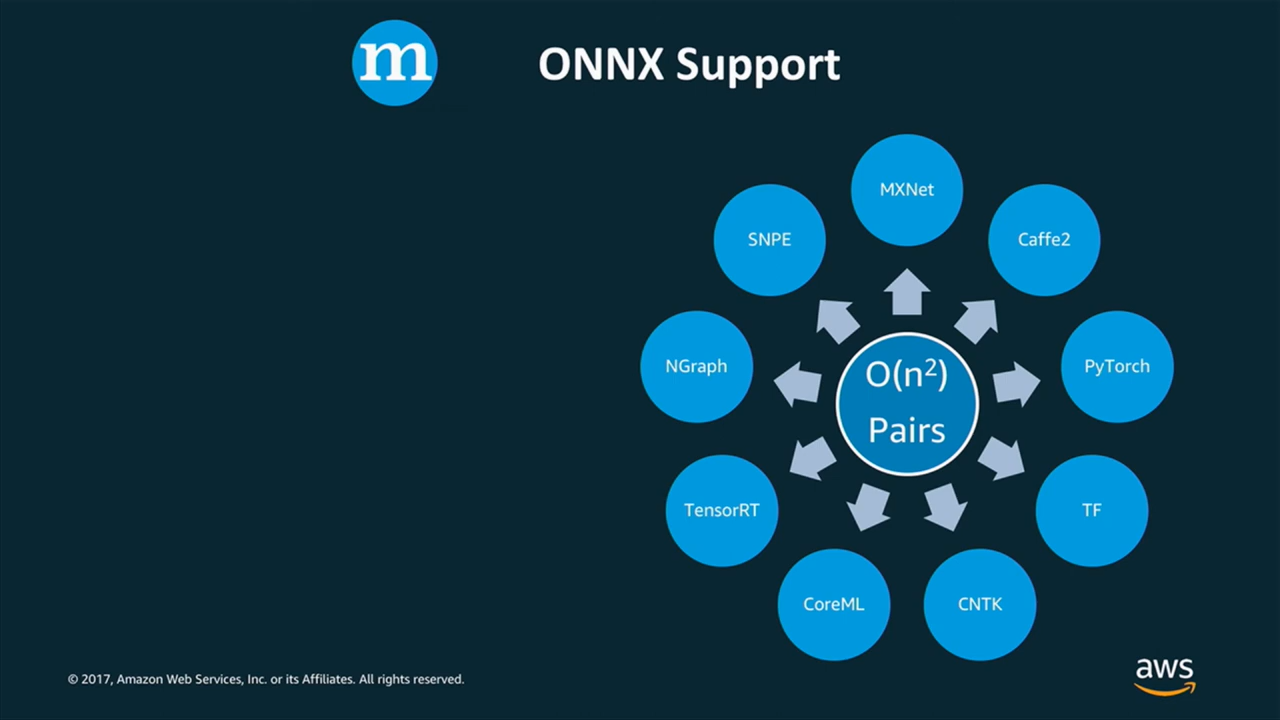 m
ONNX Support
MXNet
SNPE
Caffe2
NGraph
O(n²)
Pairs
PyTorch
TensorRT
TF
CoreML
CNTK
© 2017, Amazon Web Services, Inc. or its Affiliates. All rights reserved.
aws